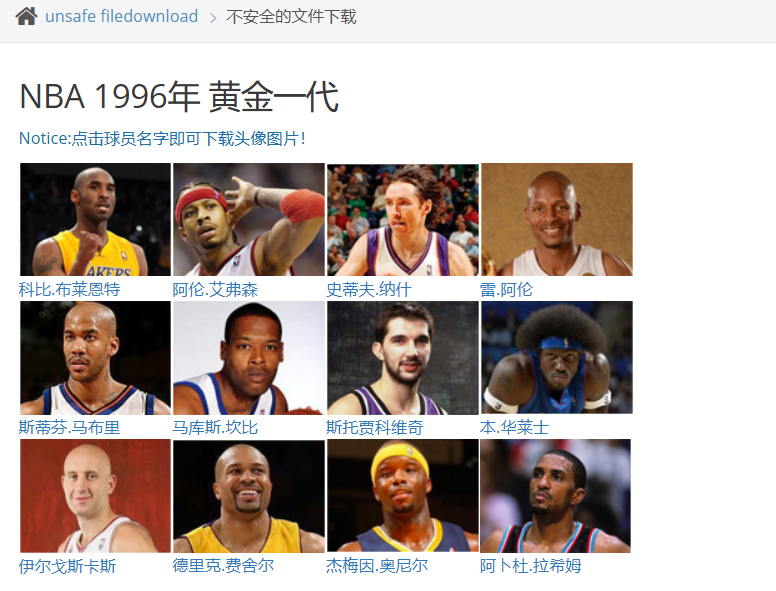 unsafe filedownload > 不安全的文件下载
NBA 1996年 黄金一代
Notice:点击球员名字即可下载头像图片！
LAKERS
科比.布莱恩特 阿伦.艾弗森 史蒂夫.纳什 雷.阿伦
斯蒂芬.马布里 马库斯.坎比 斯托贾科维奇 本.华莱士
伊尔戈斯卡斯 德里克.费舍尔 杰梅因.奥尼尔 阿卜杜.拉希姆